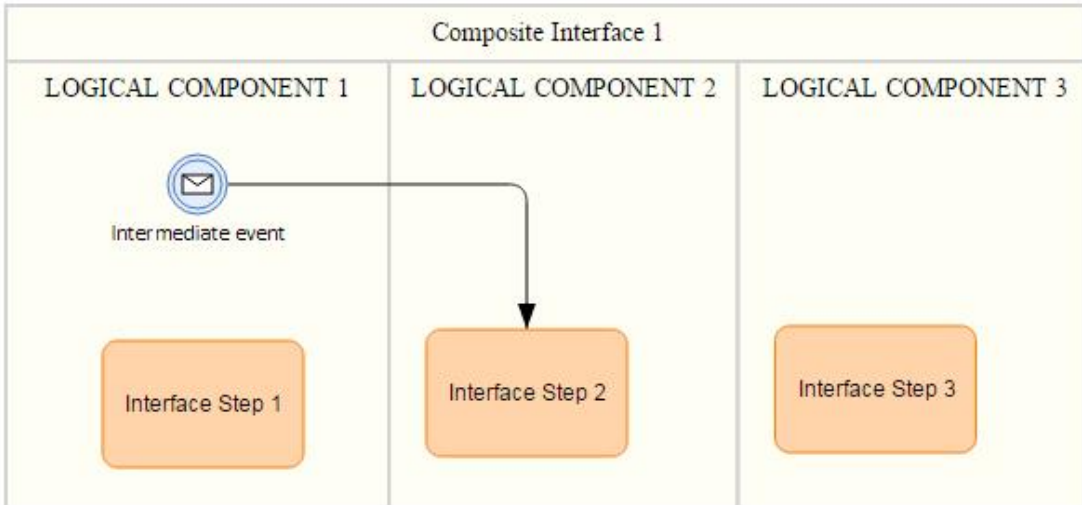 Composite Interface 1
LOGICAL COMPONENT 1
LOGICAL COMPONENT 2
LOGICAL COMPONENT 3
Intermediate event
Interface Step 1
Interface Step 2
Interface Step 3